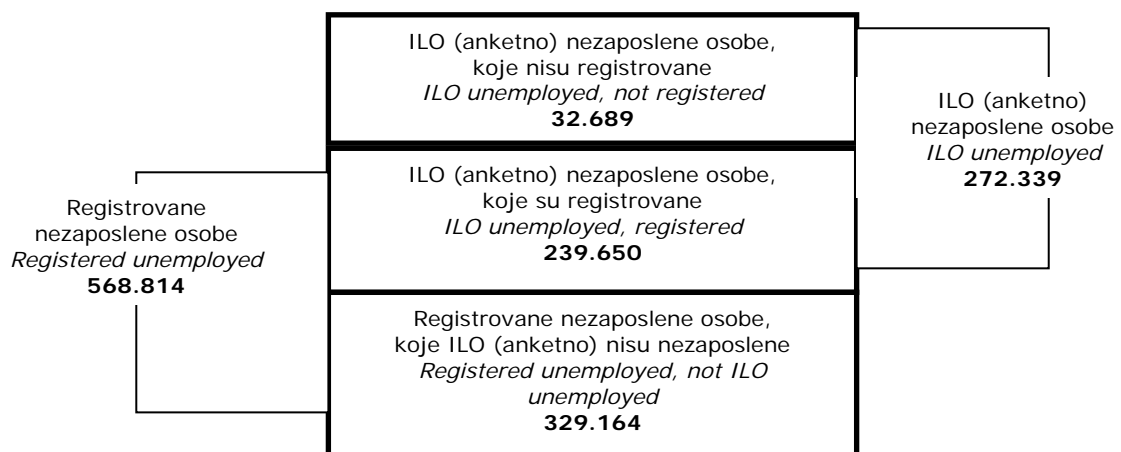 ILO (anketno) nezaposlene osobe,
koje nisu registrovane
ILO unemployed, not registered
32.689
ILO (anketno)
nezaposlene osobe
ILO unemployed
272.339
ILO (anketno) nezaposlene osobe,
koje su registrovane
ILO unemployed, registered
239.650
Registrovane
nezaposlene osobe
Registered unemployed
568.814
Registrovane nezaposlene osobe,
koje ILO (anketno) nisu nezaposlene
Registered unemployed, not ILO
unemployed
329.164